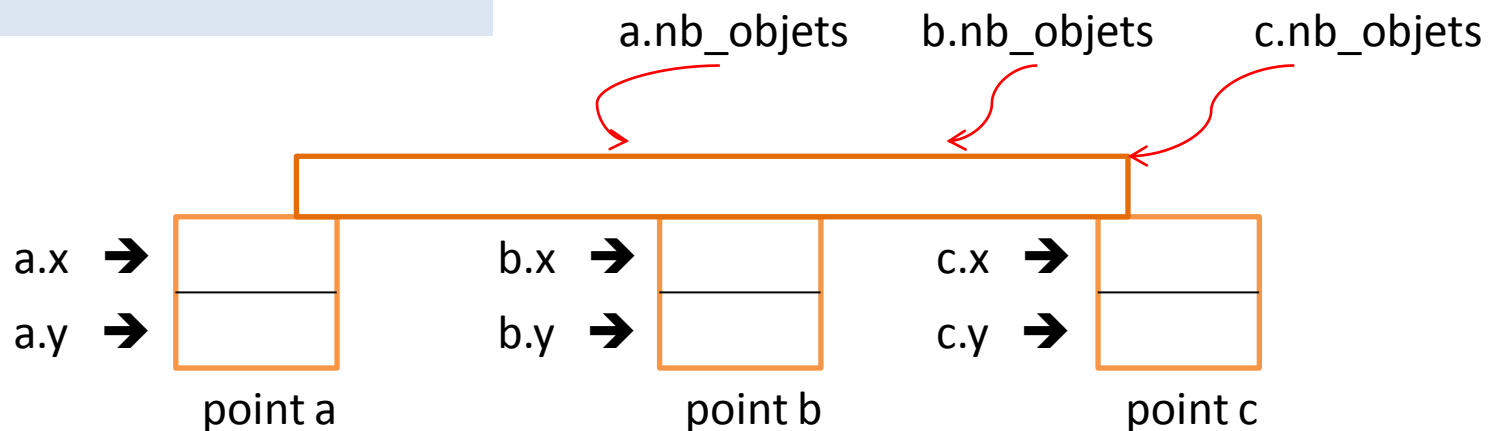 a.nb_objets b.nb_objets c.nb_objets
a.x ➔ b.x ➔ c.x ➔
a.y ➔ b.y ➔ c.y ➔
point a point b point c